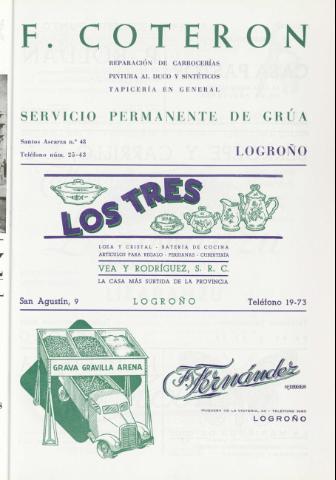 F. COTERON
REPARACIÓN DE CARROCERÍAS
PINTURA AL DUCO Y SINTÉTICOS
TAPICERÍA EN GENERAL
SERVICIO PERMANENTE DE GRÚA
Santos Ascarza n.º 48
Teléfono núm. 25-43
LOGROÑO
LOS TRES
LOZA Y CRISTAL - BATERÍA DE COCINA
ARTÍCULOS PARA REGALO - PERSIANAS - CUBERTERÍA
VEA Y RODRÍGUEZ, S. R. C.
LA CASA MÁS SURTIDA DE LA PROVINCIA
San Agustín, 9
LOGROÑO
Teléfono 19-73
GRAVA GRAVILLA ARENA
F. Fernández
LOGROÑO